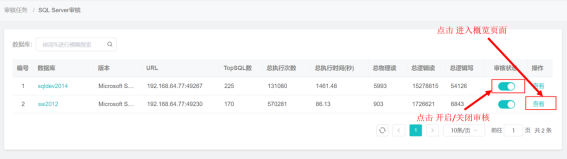 审核任务 / SQL Server审核
点击 进入概览页面
数据库: 请词句进行模糊搜索
编号 数据库 版本 URL TopSQL数 总执行次数 总执行时间(秒) 总物理读 总逻辑读 总逻辑写 审核状态 操作
1 sqldev2014 Microsoft S... 192.168.64.77:49267 225 131080 1461.48 5993 15278815 54128 查看
2 sw2012 Microsoft S... 192.168.64.77:49230 170 570281 86.13 903 1726621 6843 查看
点击 开启/关闭审核
< 1 > 10条/页 前往 1 页 共 2 条